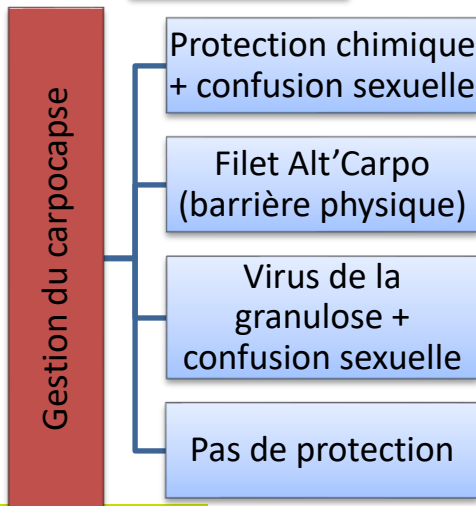 Gestion du carpocapse
Protection chimique
+ confusion sexuelle
Filet Alt’Carpo
(barrière physique)
Virus de la
granulose +
confusion sexuelle
Pas de protection